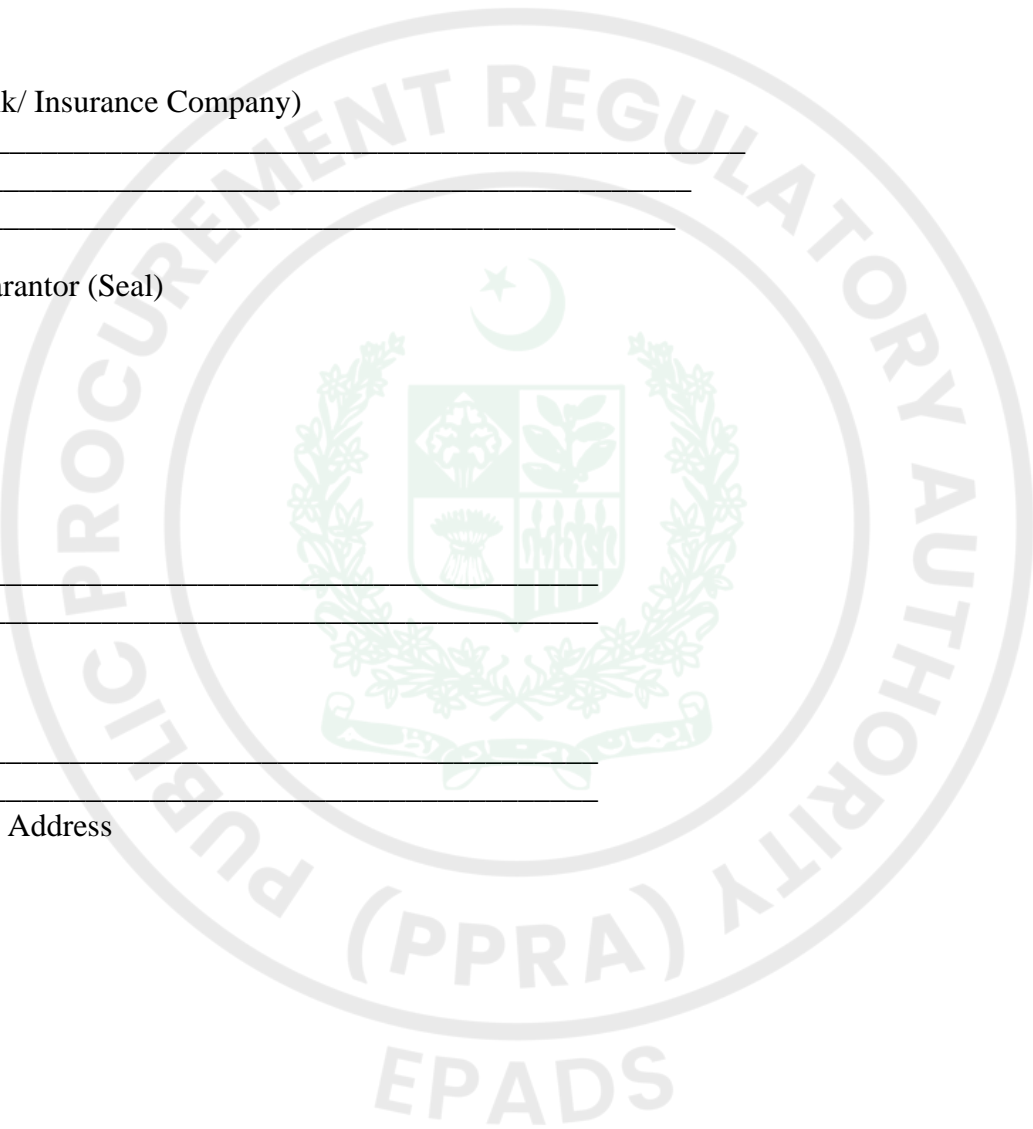 k/ Insurance Company)
arantor (Seal)
Address
PUBLIC PROCUREMENT REGULATORY AUTHORITY
(PPRA)
EPADS